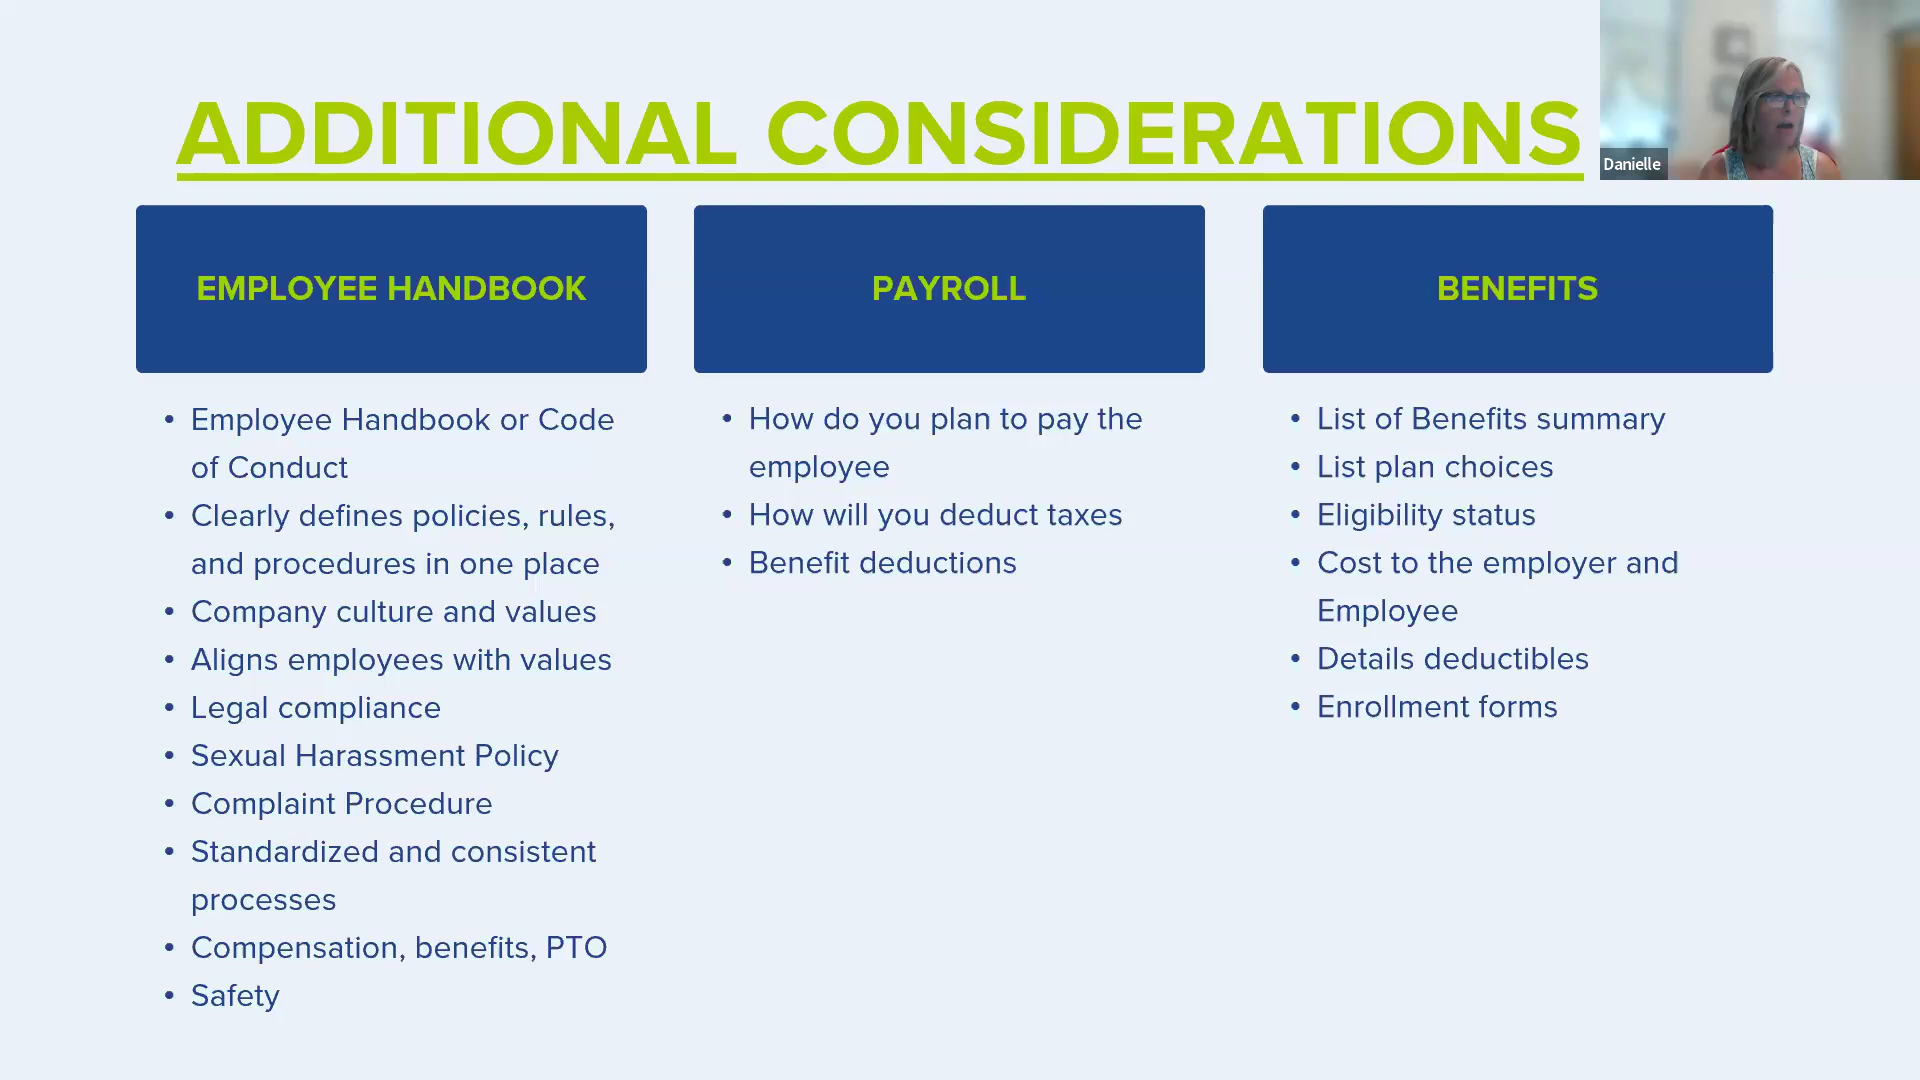 ADDITIONAL CONSIDERATIONS
Danielle
EMPLOYEE HANDBOOK
• Employee Handbook or Code
of Conduct
• Clearly defines policies, rules,
and procedures in one place
• Company culture and values
• Aligns employees with values
• Legal compliance
• Sexual Harassment Policy
• Complaint Procedure
• Standardized and consistent
processes
• Compensation, benefits, PTO
• Safety
PAYROLL
• How do you plan to pay the
employee
• How will you deduct taxes
• Benefit deductions
BENEFITS
• List of Benefits summary
• List plan choices
• Eligibility status
• Cost to the employer and
Employee
• Details deductibles
• Enrollment forms